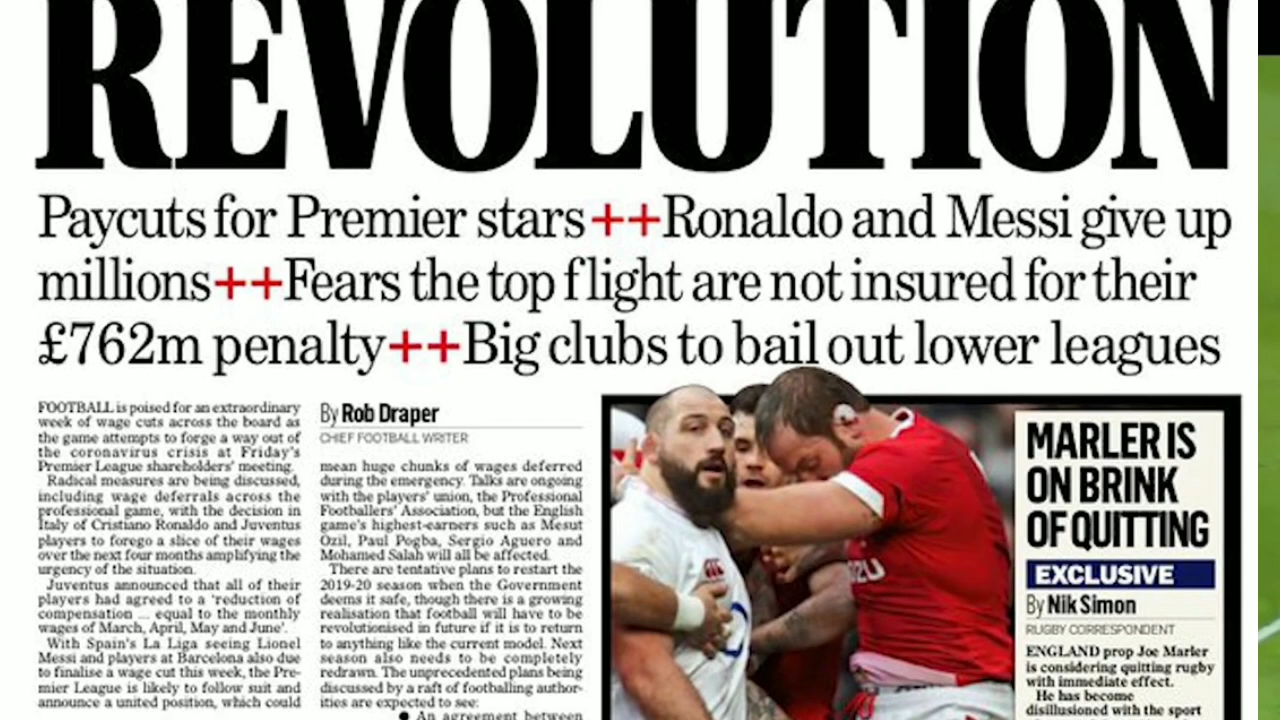 REVOLUTION
Paycuts for Premier stars++Ronaldo and Messi give up
millions++Fears the top flight are not insured for their
£762m penalty++Big clubs to bail out lower leagues
FOOTBALL is poised for an extraordinary
week of wage cuts across the board as
the game attempts to forge a way out of
the coronavirus crisis at Friday's
Premier League shareholders' meeting.
Radical measures are being discussed,
including wage deferrals across the
professional game, with the decision in
Italy of Cristiano Ronaldo and Juventus
players to forego a slice of their wages
over the next four months amplifying the
urgency of the situation.
Juventus announced that all of their
players had agreed to a 'reduction of
compensation ... equal to the monthly
wages of March, April, May and June'.
With Spain's La Liga seeing Lionel
Messi and players at Barcelona also due
to finalise a wage cut this week, the Pre-
mier League is likely to follow suit and
announce a united position, which could
By Rob Draper
CHIEF FOOTBALL WRITER
mean huge chunks of wages deferred
during the emergency. Talks are ongoing
with the players' union, the Professional
Footballers' Association, but the English
game's highest-earners such as Mesut
Ozil, Paul Pogba, Sergio Aguero and
Mohamed Salah will all be affected.
There are tentative plans to restart the
2019-20 season when the Government
deems it safe, though there is a growing
realisation that football will have to be
revolutionised in future if it is to return
to anything like the current model. Next
season also needs to be completely
redrawn. The unprecedented plans being
discussed by a raft of footballing author-
ities are expected to see:
● An agreement between
MARLER IS
ON BRINK
OF QUITTING
EXCLUSIVE
By Nik Simon
RUGBY CORRESPONDENT
ENGLAND prop Joe Marler
is considering quitting rugby
with immediate effect.
He has become
disillusioned with the sport